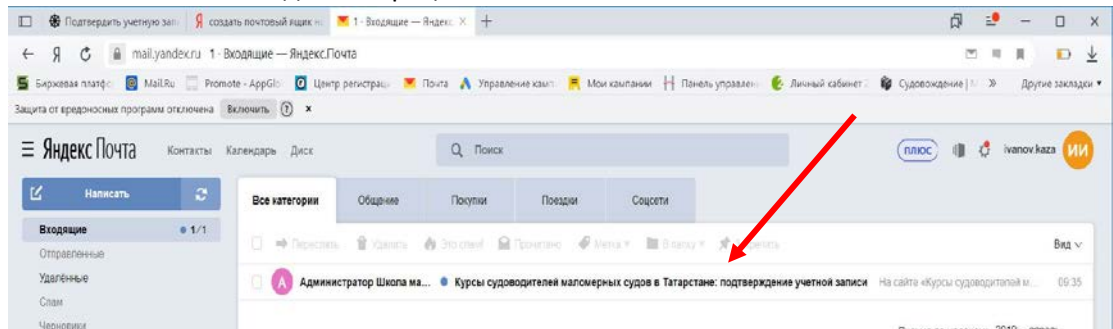 Подтвердить учетную зап
создать почтовый ящик на
1 · Входящие — Яндекс.
mail.yandex.ru 1 · Входящие — Яндекс.Почта
Биржевая платф Mail.Ru Promote - AppGlo Центр регистрац Почта Управление камп Мои кампании Панель управлен Личный кабинет Судовождение | Другие закладки
Защита от вредоносных программ отключена Включить ? x
Яндекс Почта Контакты Календарь Диск Поиск плюс ivanov.kaza ИИ
Написать
Все категории Общение Покупки Поездки Соцсети
Входящие 1/1
Переслать Удалить Это спам! Прочитано Метка В папку Вид
Отправленные
Удалённые
А Администратор Школа ма... Курсы судоводителей маломерных судов в Татарстане: подтверждение учетной записи На сайте «Курсы судоводителей м... 09:35
Спам
Черновики